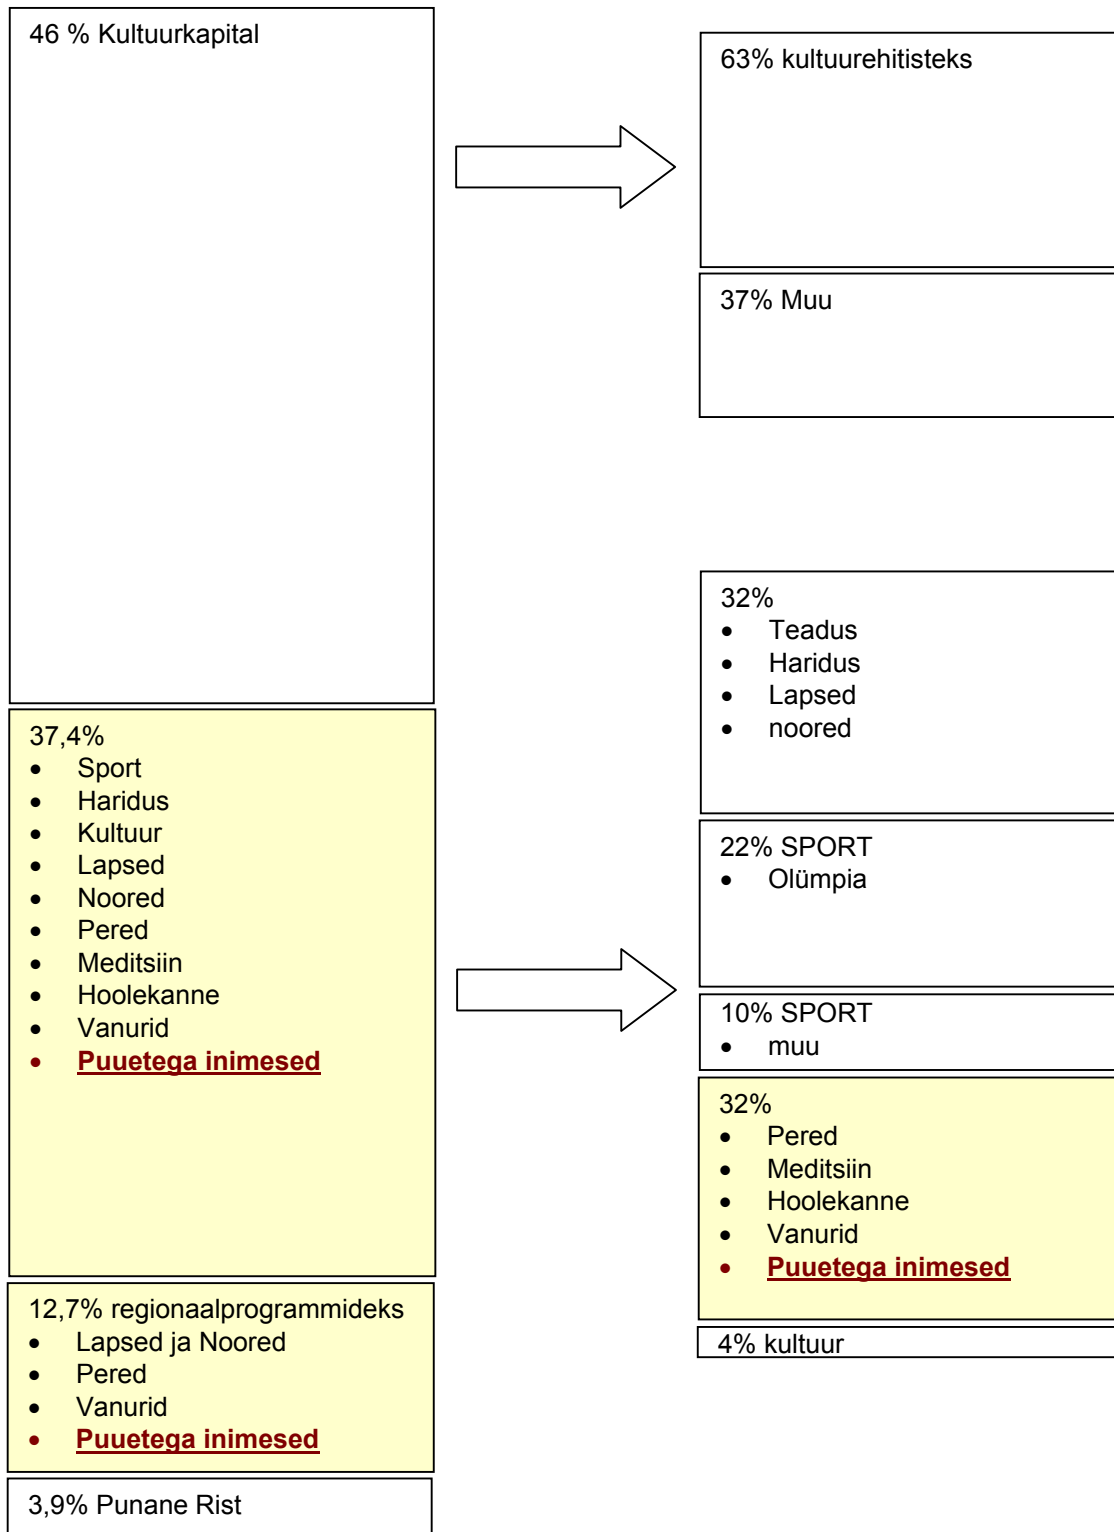 46 % Kultuurkapital
37,4%
• Sport
• Haridus
• Kultuur
• Lapsed
• Noored
• Pered
• Meditsiin
• Hoolekanne
• Vanurid
• Puuetega inimesed
12,7% regionaalprogrammideks
• Lapsed ja Noored
• Pered
• Vanurid
• Puuetega inimesed
3,9% Punane Rist
63% kultuurehitisteks
37% Muu
32%
• Teadus
• Haridus
• Lapsed
• noored
22% SPORT
• Olümpia
10% SPORT
• muu
32%
• Pered
• Meditsiin
• Hoolekanne
• Vanurid
• Puuetega inimesed
4% kultuur